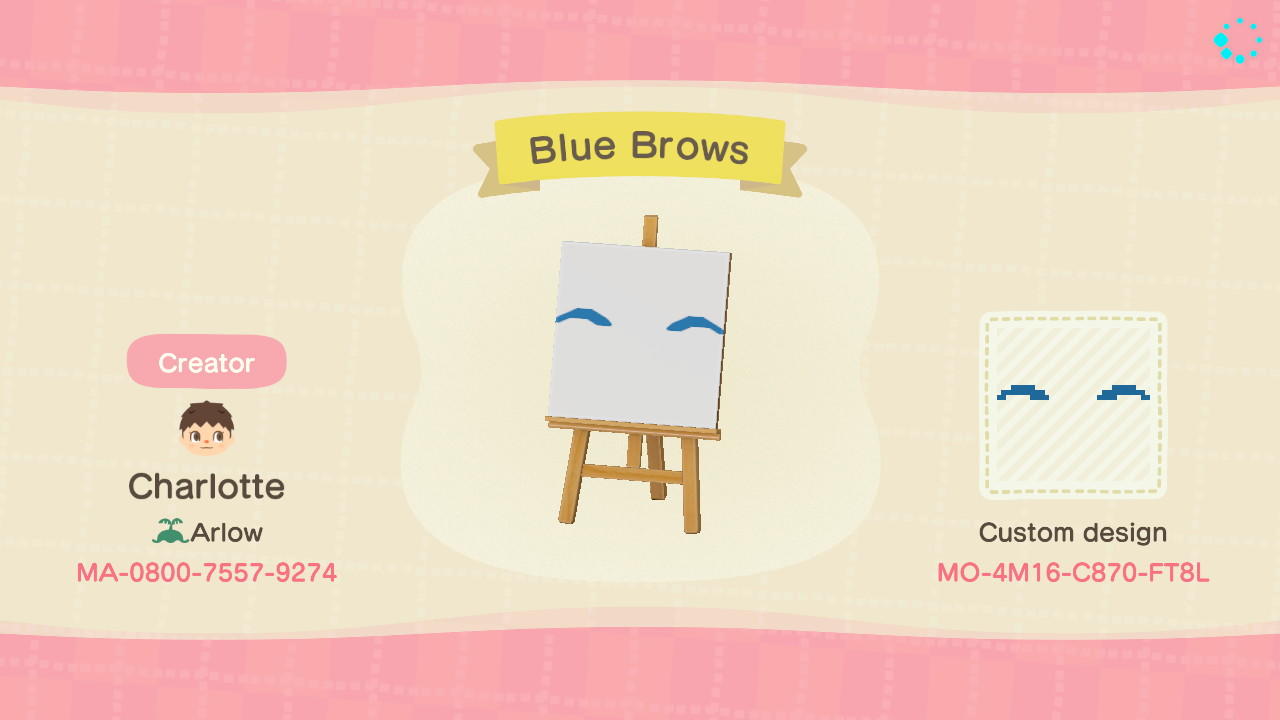 Blue Brows
Creator
Charlotte
Arlow
MA-0800-7557-9274
Custom design
MO-4M16-C870-FT8L